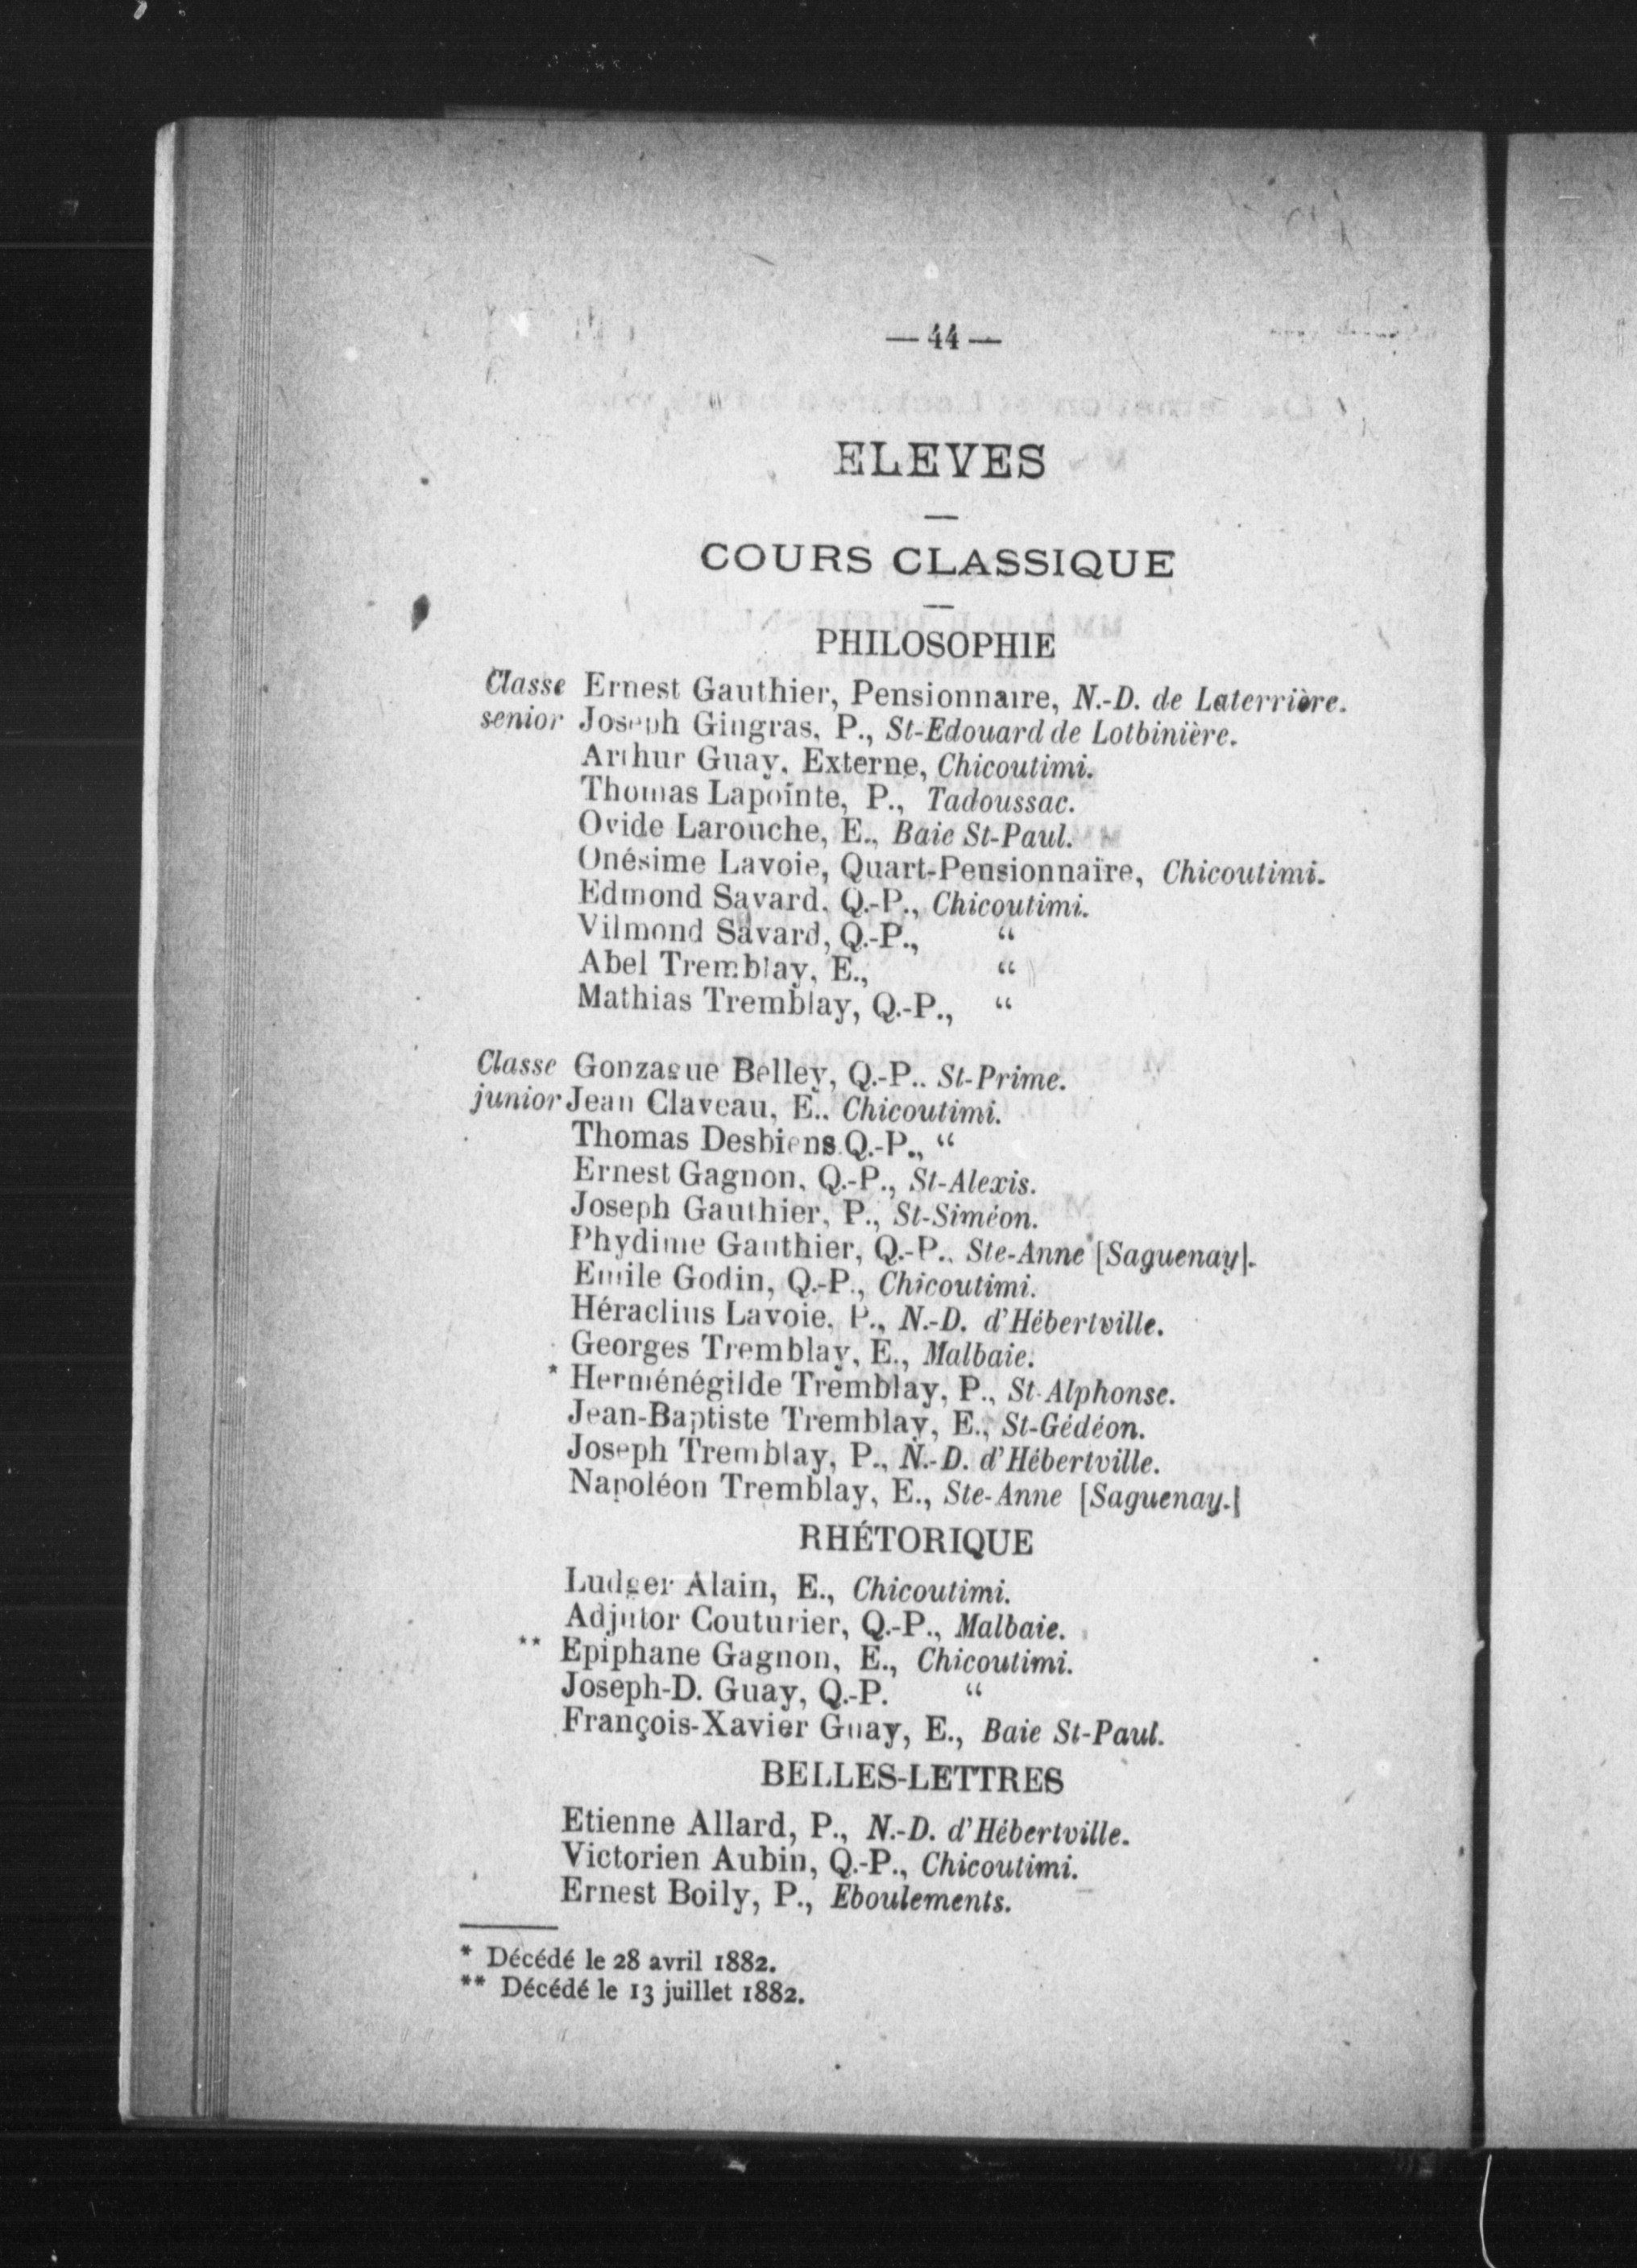 — 44 —
ELEVES
COURS CLASSIQUE
PHILOSOPHIE
Classe Ernest Gauthier, Pensionnaire, N.-D. de Laterrière.
senior Joseph Gingras, P., St-Edouard de Lotbinière.
Arthur Guay, Externe, Chicoutimi.
Thomas Lapointe, P., Tadoussac.
Ovide Larouche, E., Baie St-Paul.
Onésime Lavoie, Quart-Pensionnaire, Chicoutimi.
Edmond Savard, Q.-P., Chicoutimi.
Vilmond Savard, Q.-P., “
Abel Tremblay, E., “
Mathias Tremblay, Q.-P., “
Classe Gonzague Belley, Q.-P.. St-Prime.
junior Jean Claveau, E.. Chicoutimi.
Thomas Desbiens Q.-P., “
Ernest Gagnon, Q.-P., St-Alexis.
Joseph Gauthier, P., St-Siméon.
Phydime Gauthier, Q.-P.. Ste-Anne [Saguenay].
Emile Godin, Q.-P., Chicoutimi.
Héraclius Lavoie, P., N.-D. d'Hébertville.
Georges Tremblay, E., Malbaie.
* Herménégilde Tremblay, P., St-Alphonse.
Jean-Baptiste Tremblay, E., St-Gédéon.
Joseph Tremblay, P., N.-D. d'Hébertville.
Napoléon Tremblay, E., Ste-Anne [Saguenay.]
RHÉTORIQUE
Ludger Alain, E., Chicoutimi.
Adjutor Couturier, Q.-P., Malbaie.
** Epiphane Gagnon, E., Chicoutimi.
Joseph-D. Guay, Q.-P. “
François-Xavier Guay, E., Baie St-Paul.
BELLES-LETTRES
Etienne Allard, P., N.-D. d'Hébertville.
Victorien Aubin, Q.-P., Chicoutimi.
Ernest Boily, P., Eboulements.
* Décédé le 28 avril 1882.
** Décédé le 13 juillet 1882.